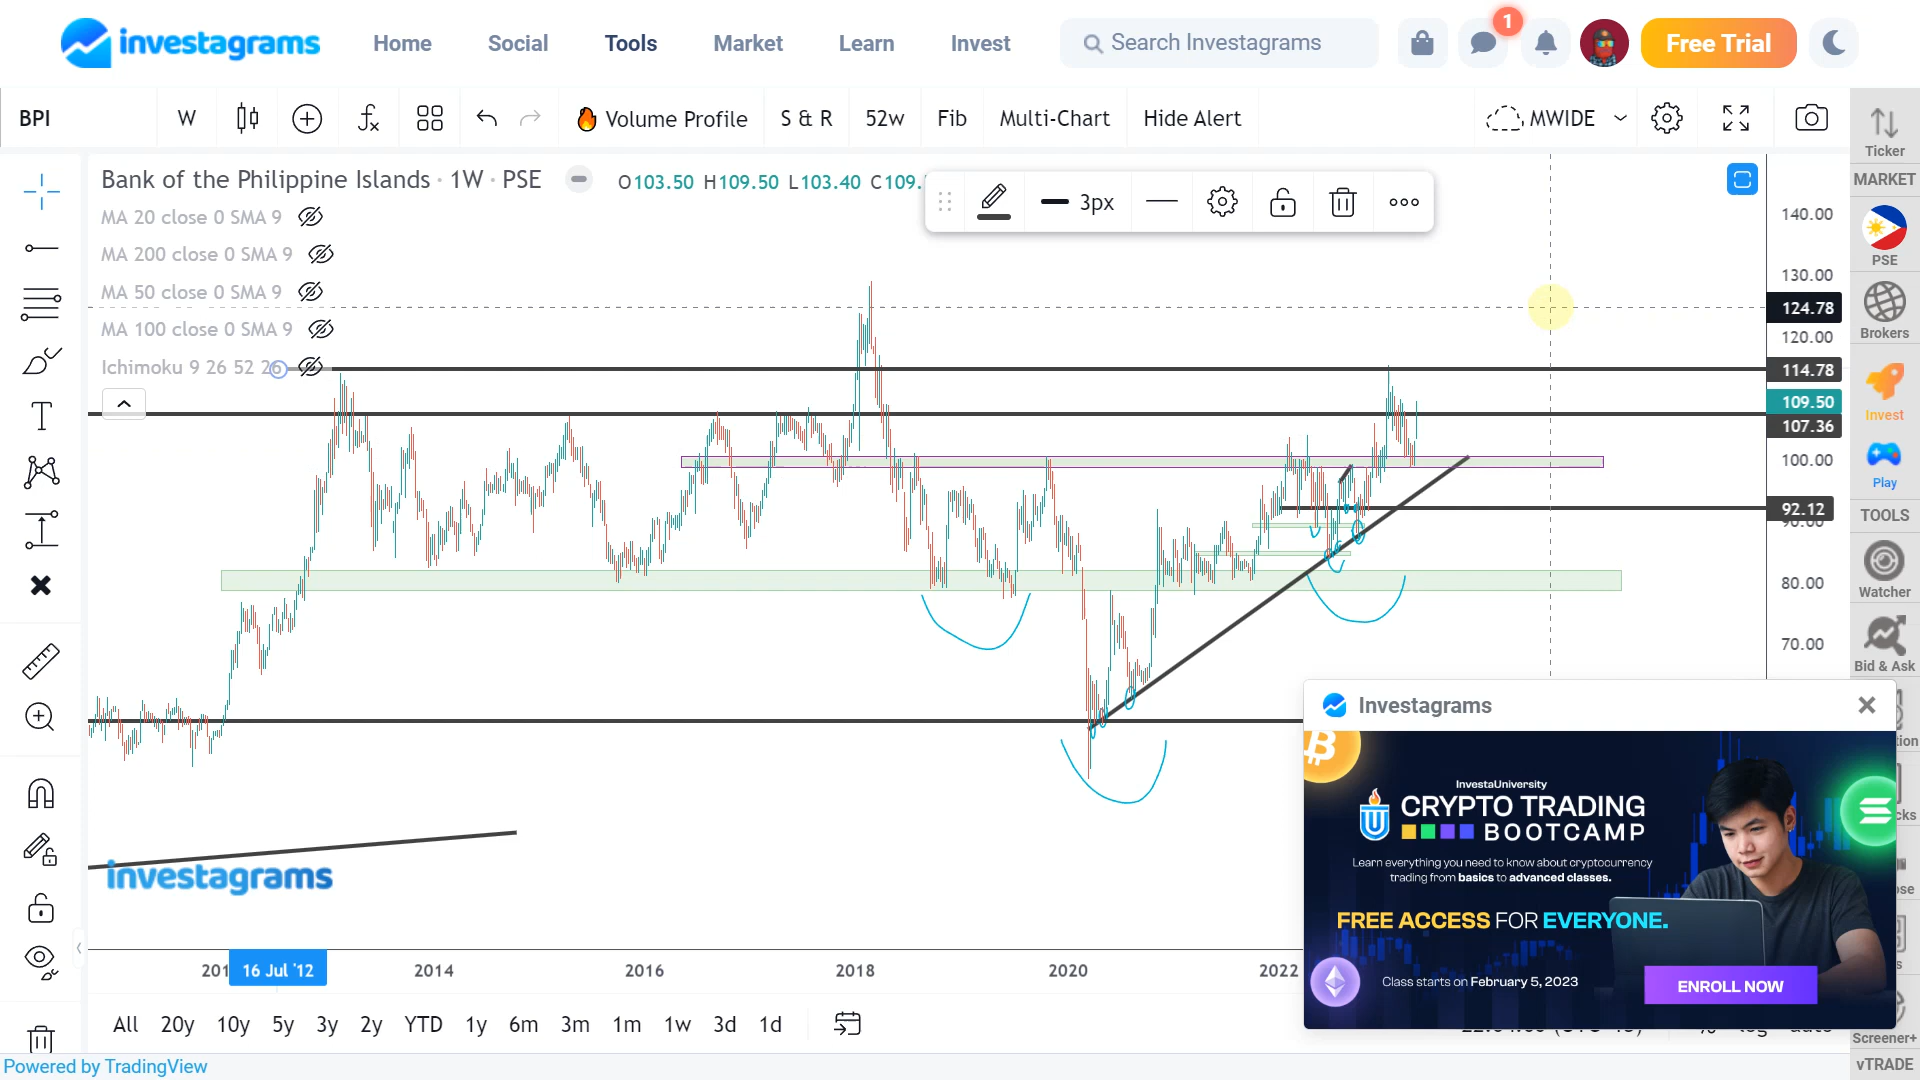 investagrams
Home
Social
Tools
Market
Learn
Invest
Search Investagrams
1
Free Trial
BPI
W
Volume Profile
S & R
52w
Fib
Multi-Chart
Hide Alert
MWIDE
Ticker
MARKET
PSE
Brokers
Invest
Play
TOOLS
Watcher
Bid & Ask
Bank of the Philippine Islands · 1W · PSE
O103.50 H109.50 L103.40 C109.
3px
MA 20 close 0 SMA 9
MA 200 close 0 SMA 9
MA 50 close 0 SMA 9
MA 100 close 0 SMA 9
Ichimoku 9 26 52 26
140.00
130.00
124.78
120.00
114.78
109.50
107.36
100.00
92.12
90.00
80.00
70.00
Investagrams
InvestaUniversity
CRYPTO TRADING
BOOTCAMP
Learn everything you need to know about cryptocurrency
trading from basics to advanced classes.
FREE ACCESS FOR EVERYONE.
Class starts on February 5, 2023
ENROLL NOW
investagrams
201
16 Jul '12
2014
2016
2018
2020
2022
All
20y
10y
5y
3y
2y
YTD
1y
6m
3m
1m
1w
3d
1d
Screener+
vTRADE
Powered by TradingView